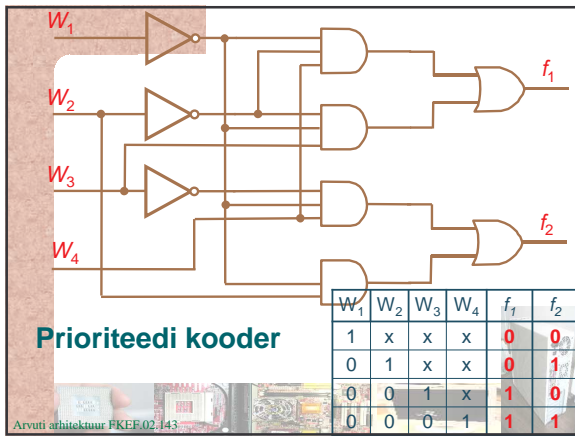 W1
W2
W3
W4
f1
f2
Prioriteedi kooder
W1 W2 W3 W4 f1 f2
1 x x x 0 0
0 1 x x 0 1
0 0 1 x 1 0
0 0 0 1 1 1
Arvuti arhitektuur FKEF.02.143